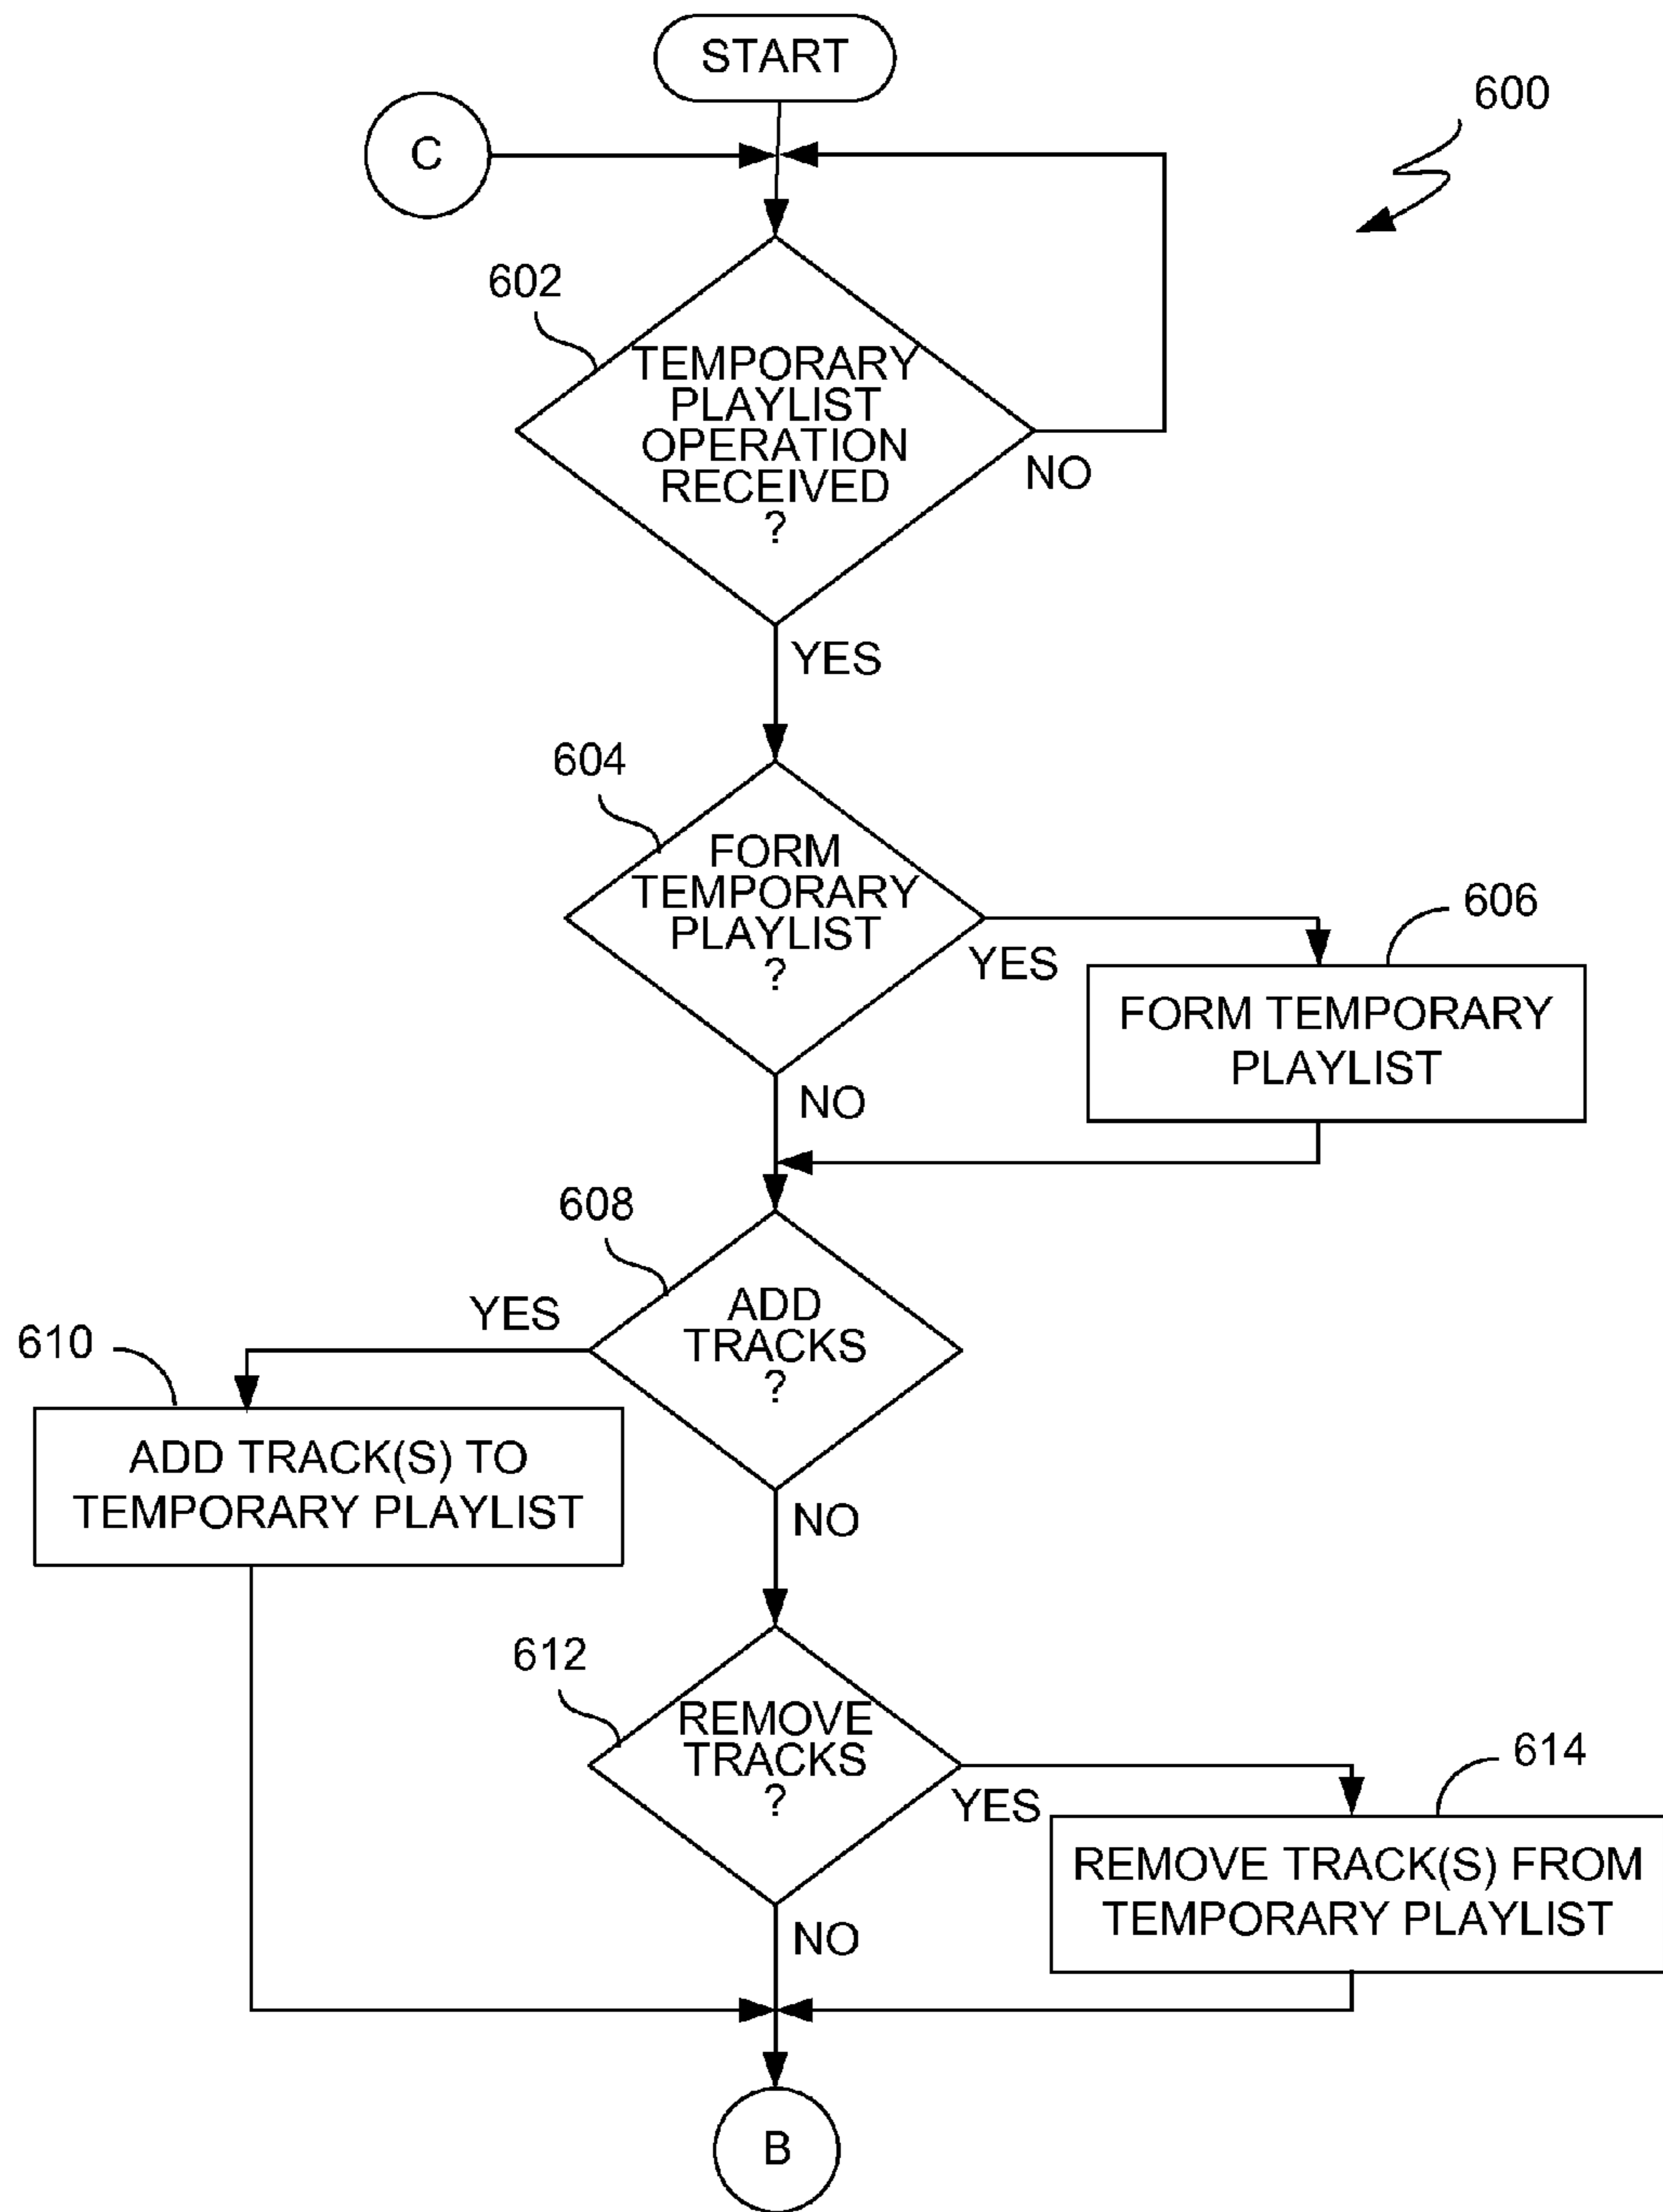 START
C
600
602
TEMPORARY
PLAYLIST
OPERATION
RECEIVED
?
NO
YES
604
FORM
TEMPORARY
PLAYLIST
?
YES
606
FORM TEMPORARY
PLAYLIST
NO
608
ADD
TRACKS
?
YES
610
ADD TRACK(S) TO
TEMPORARY PLAYLIST
NO
612
REMOVE
TRACKS
?
YES
614
REMOVE TRACK(S) FROM
TEMPORARY PLAYLIST
NO
B